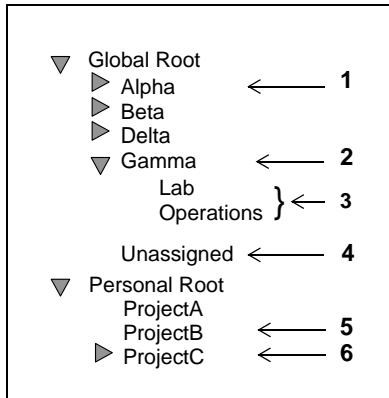 Global Root
Alpha 1
Beta
Delta
Gamma 2
Lab
Operations } 3
Unassigned 4
Personal Root
ProjectA
ProjectB 5
ProjectC 6